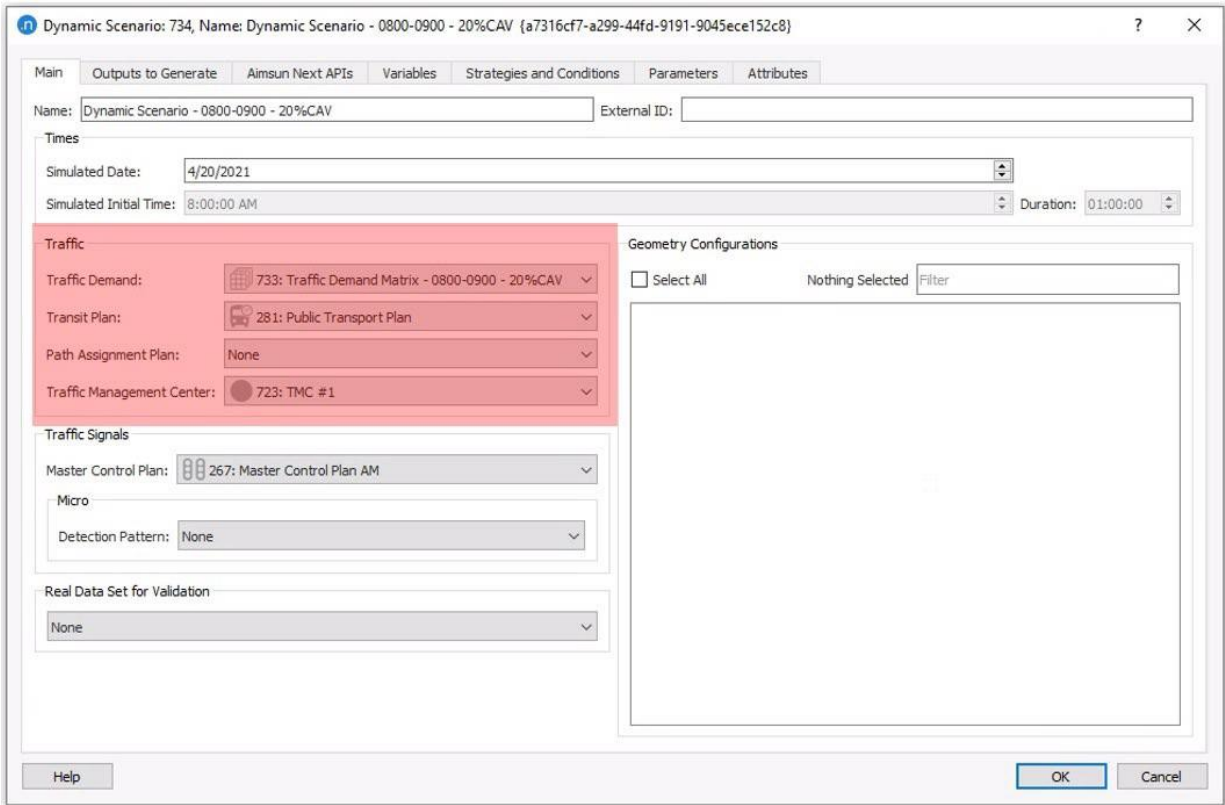 Dynamic Scenario: 734, Name: Dynamic Scenario - 0800-0900 - 20%CAV {a7316cf7-a299-44fd-9191-9045ece152c8}
?
Main Outputs to Generate Aimsun Next APIs Variables Strategies and Conditions Parameters Attributes
Name: Dynamic Scenario - 0800-0900 - 20%CAV External ID:
Times
Simulated Date: 4/20/2021
Simulated Initial Time: 8:00:00 AM Duration: 01:00:00
Traffic
Traffic Demand: 733: Traffic Demand Matrix - 0800-0900 - 20%CAV
Transit Plan: 281: Public Transport Plan
Path Assignment Plan: None
Traffic Management Center: 723: TMC #1
Traffic Signals
Master Control Plan: 267: Master Control Plan AM
Micro
Detection Pattern: None
Real Data Set for Validation
None
Geometry Configurations
Select All Nothing Selected Filter
Help OK Cancel